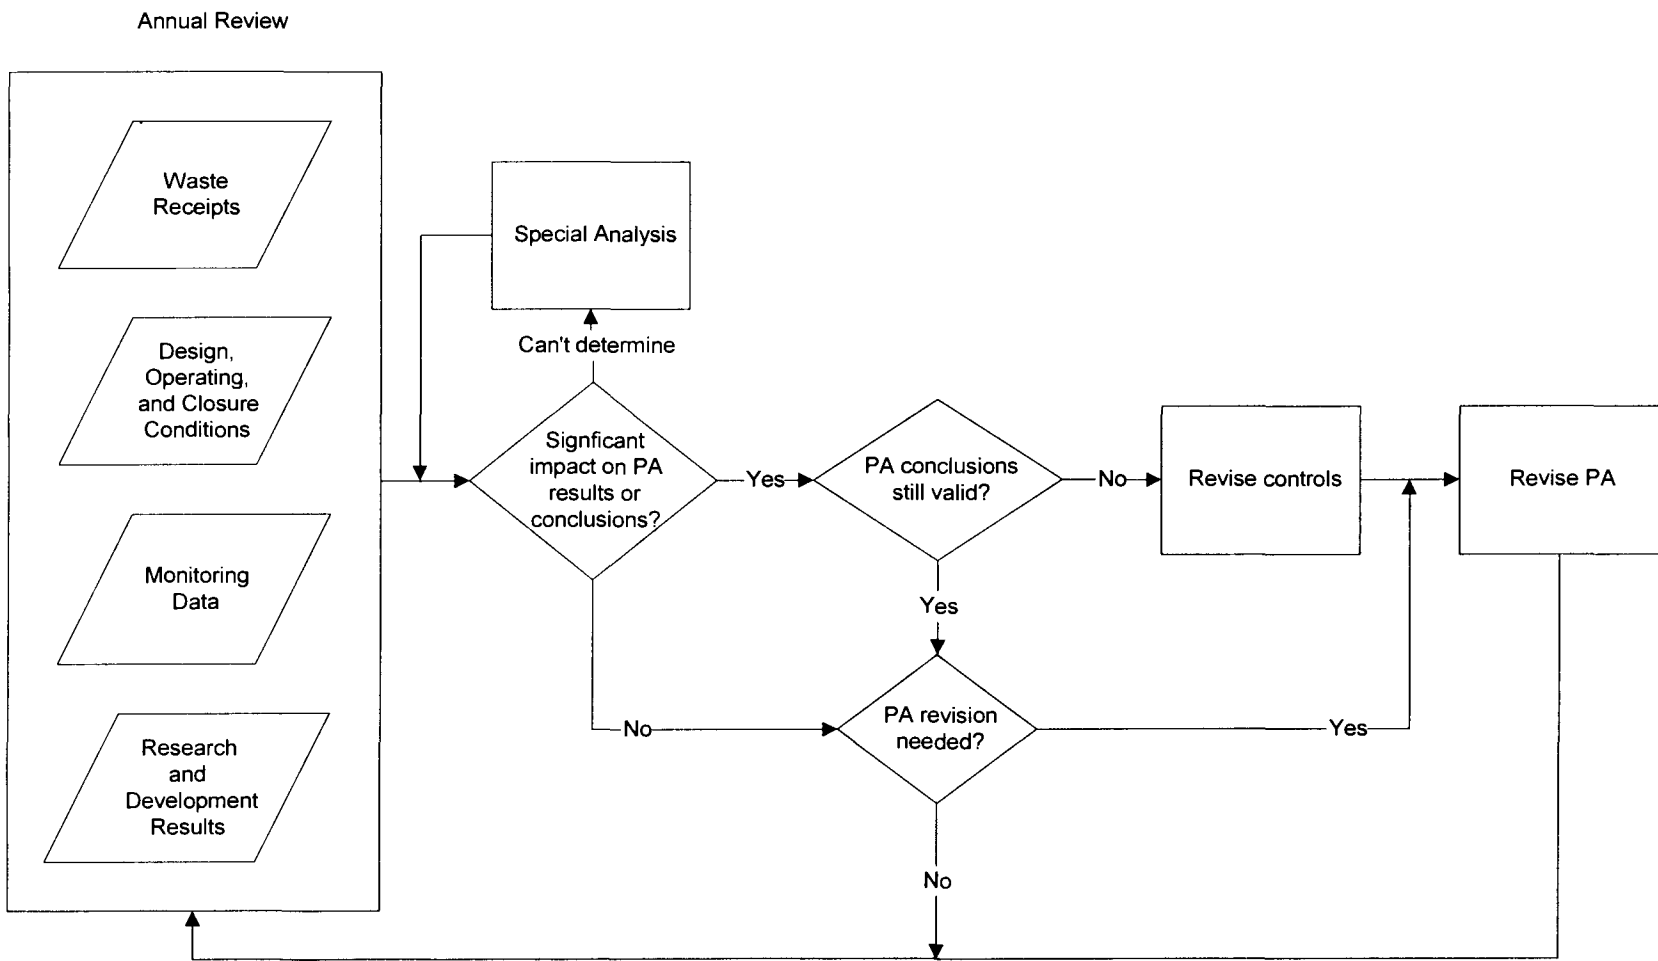 Annual Review
Waste
Receipts
Design,
Operating,
and Closure
Conditions
Monitoring
Data
Research
and
Development
Results
Special Analysis
Can't determine
Signficant
impact on PA
results or
conclusions?
Yes
No
PA conclusions
still valid?
No
Yes
Revise controls
Revise PA
PA revision
needed?
Yes
No